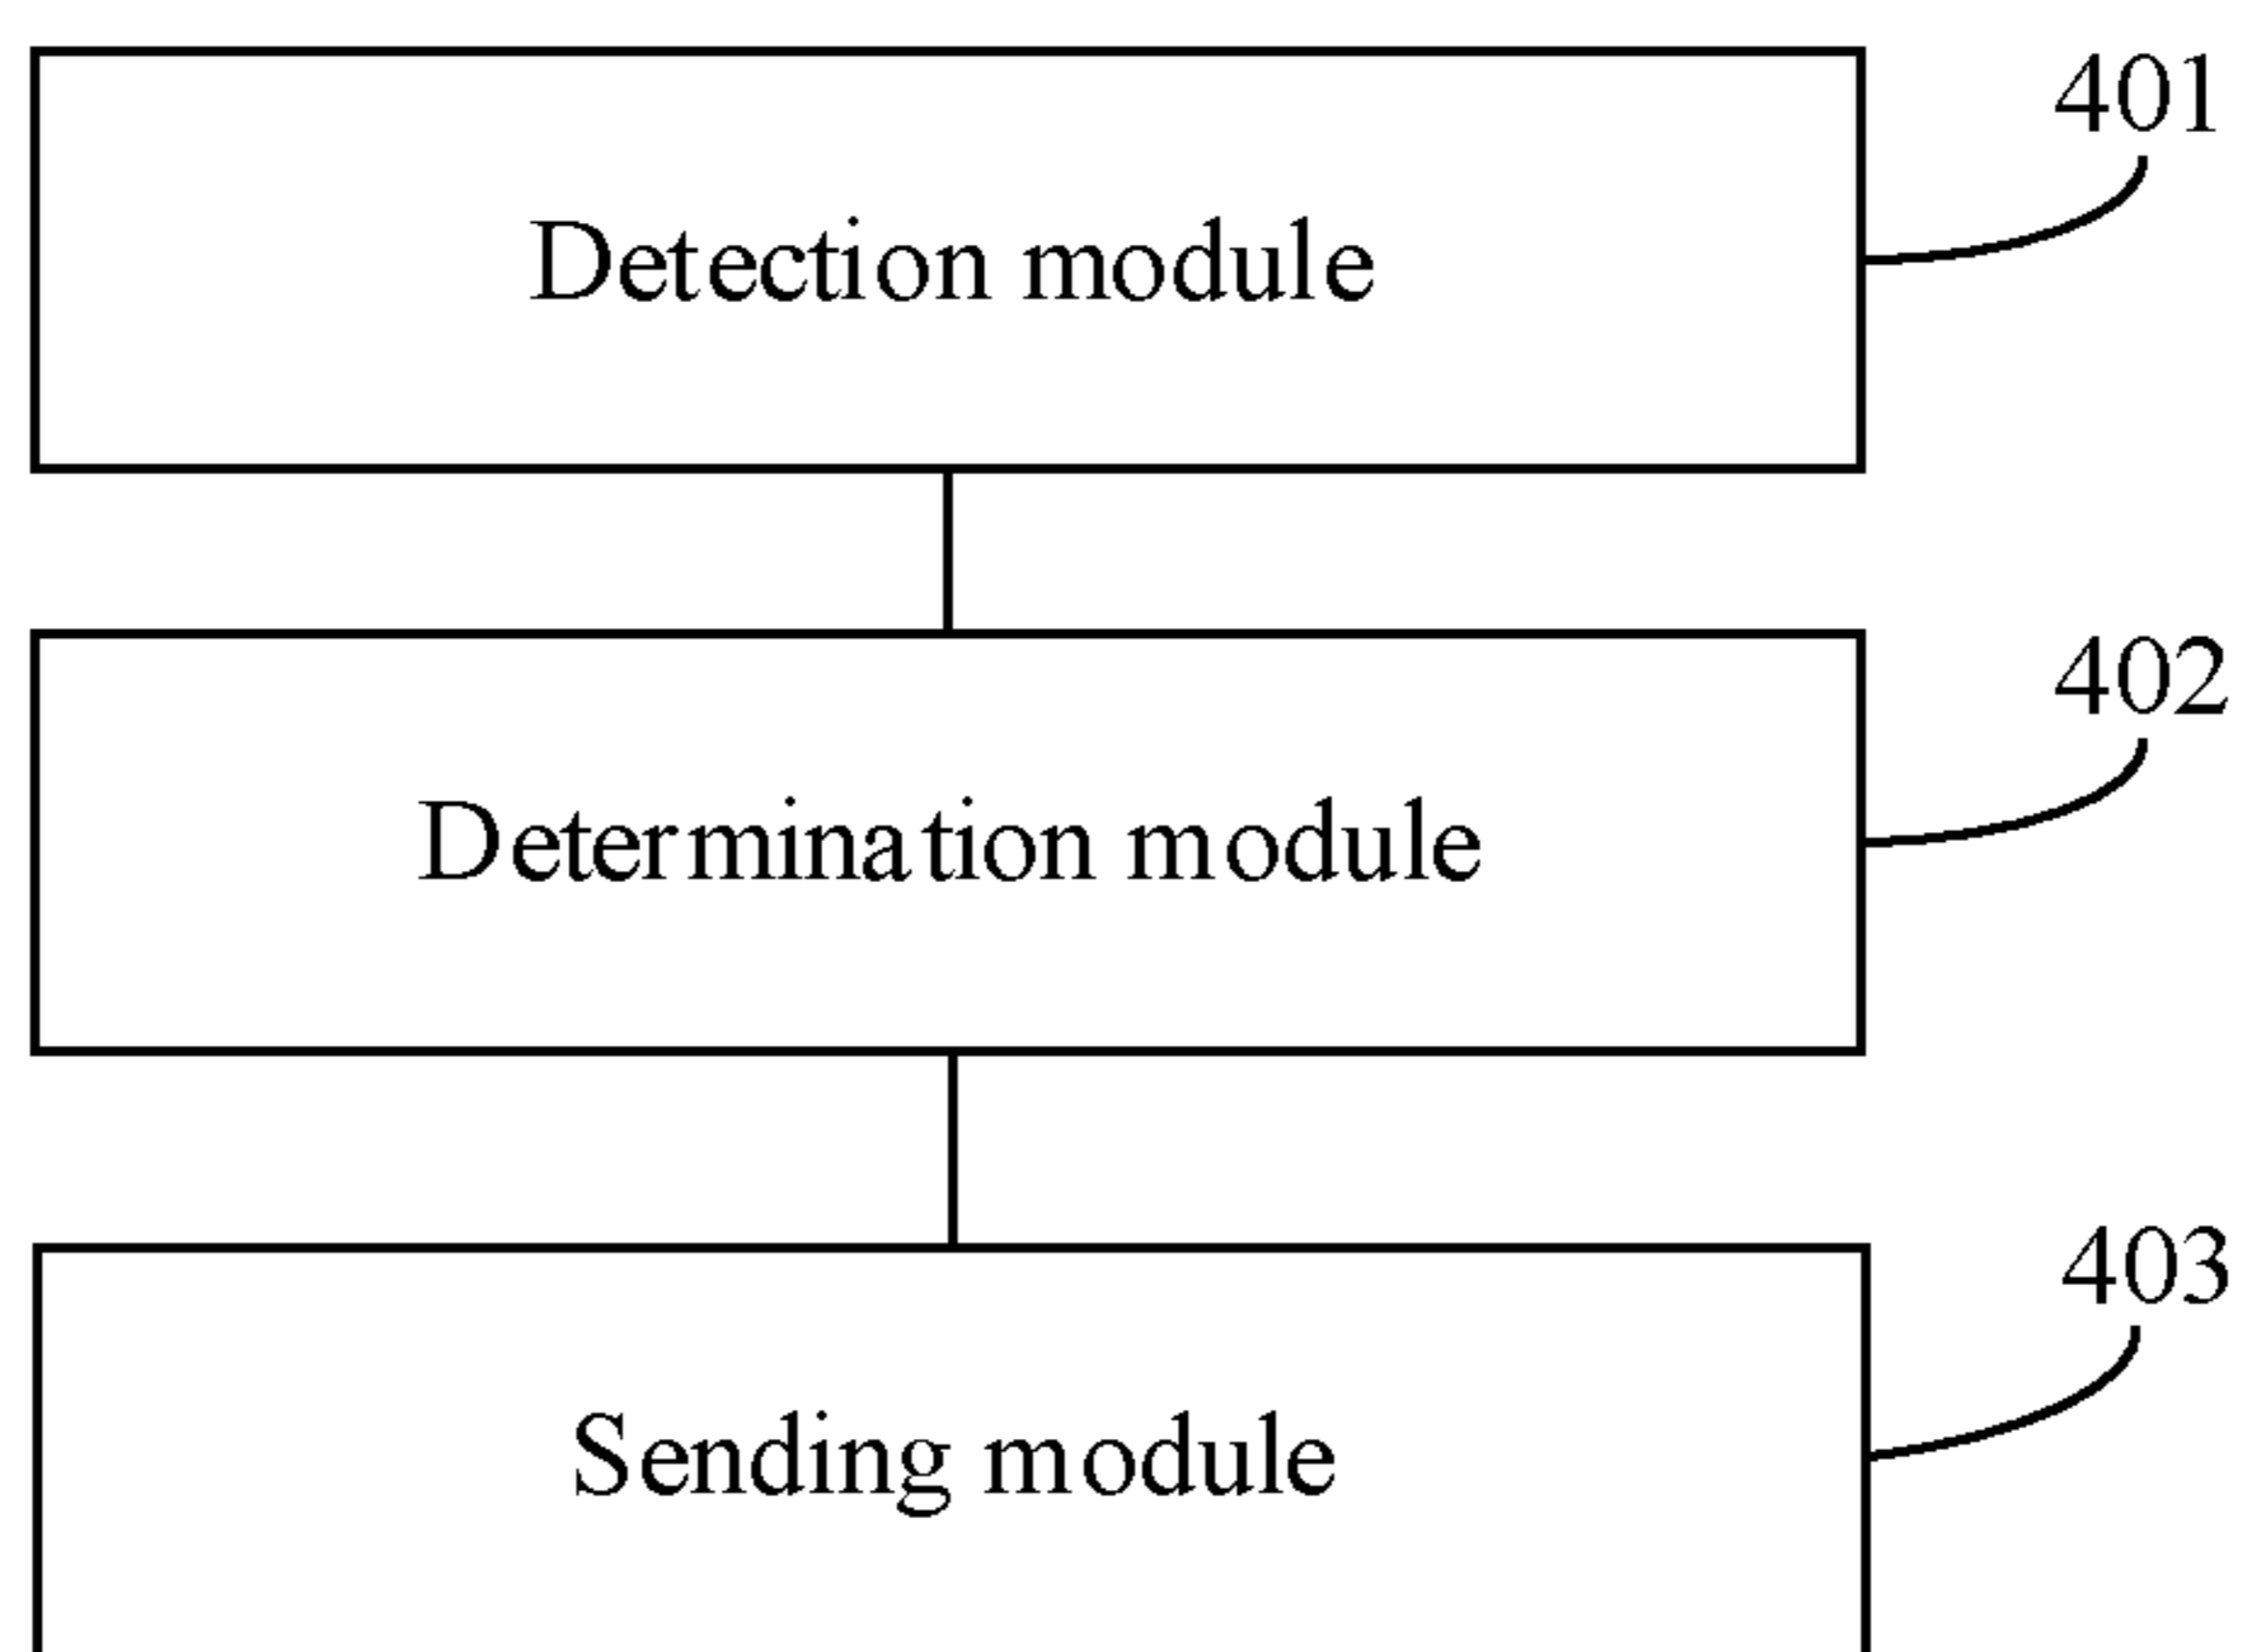 401
Detection module
402
Determination module
403
Sending module